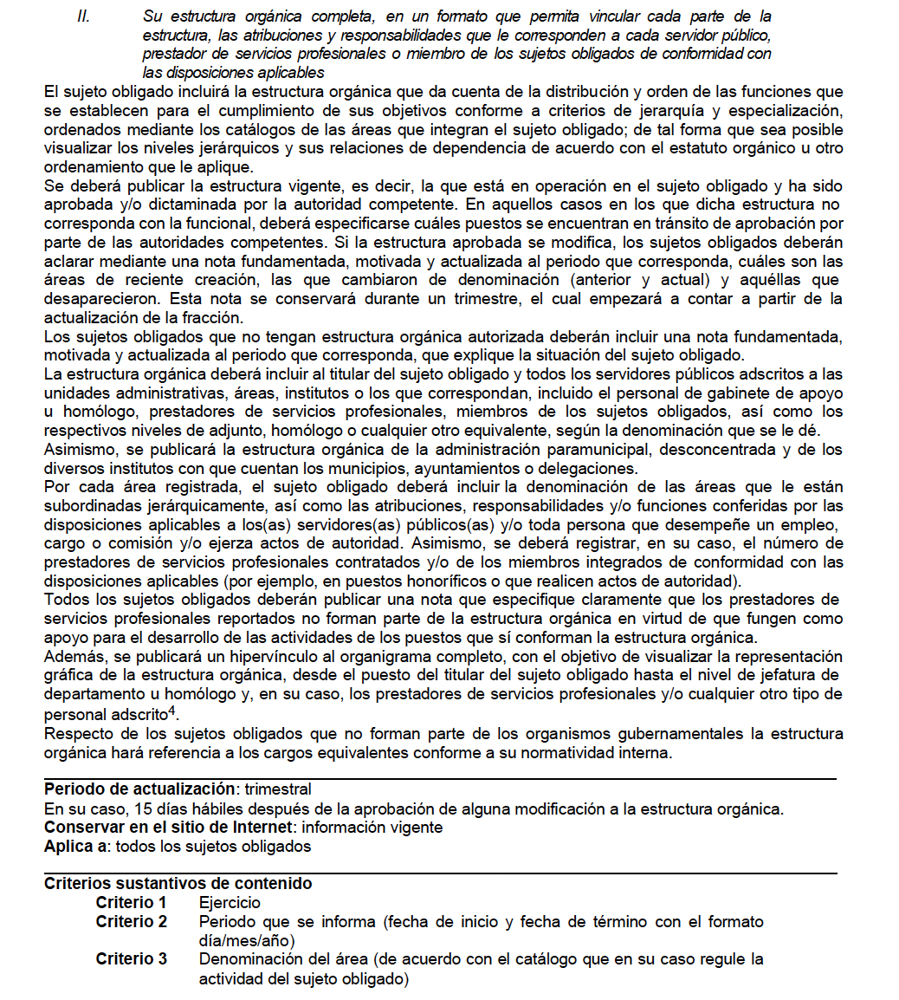 II. Su estructura orgánica completa, en un formato que permita vincular cada parte de la
estructura, las atribuciones y responsabilidades que le corresponden a cada servidor público,
prestador de servicios profesionales o miembro de los sujetos obligados de conformidad con
las disposiciones aplicables
El sujeto obligado incluirá la estructura orgánica que da cuenta de la distribución y orden de las funciones que
se establecen para el cumplimiento de sus objetivos conforme a criterios de jerarquía y especialización,
ordenados mediante los catálogos de las áreas que integran el sujeto obligado; de tal forma que sea posible
visualizar los niveles jerárquicos y sus relaciones de dependencia de acuerdo con el estatuto orgánico u otro
ordenamiento que le aplique.
Se deberá publicar la estructura vigente, es decir, la que está en operación en el sujeto obligado y ha sido
aprobada y/o dictaminada por la autoridad competente. En aquellos casos en los que dicha estructura no
corresponda con la funcional, deberá especificarse cuáles puestos se encuentran en tránsito de aprobación por
parte de las autoridades competentes. Si la estructura aprobada se modifica, los sujetos obligados deberán
aclarar mediante una nota fundamentada, motivada y actualizada al periodo que corresponda, cuáles son las
áreas de reciente creación, las que cambiaron de denominación (anterior y actual) y aquéllas que
desaparecieron. Esta nota se conservará durante un trimestre, el cual empezará a contar a partir de la
actualización de la fracción.
Los sujetos obligados que no tengan estructura orgánica autorizada deberán incluir una nota fundamentada,
motivada y actualizada al periodo que corresponda, que explique la situación del sujeto obligado.
La estructura orgánica deberá incluir al titular del sujeto obligado y todos los servidores públicos adscritos a las
unidades administrativas, áreas, institutos o los que correspondan, incluido el personal de gabinete de apoyo
u homólogo, prestadores de servicios profesionales, miembros de los sujetos obligados, así como los
respectivos niveles de adjunto, homólogo o cualquier otro equivalente, según la denominación que se le dé.
Asimismo, se publicará la estructura orgánica de la administración paramunicipal, desconcentrada y de los
diversos institutos con que cuentan los municipios, ayuntamientos o delegaciones.
Por cada área registrada, el sujeto obligado deberá incluir la denominación de las áreas que le están
subordinadas jerárquicamente, así como las atribuciones, responsabilidades y/o funciones conferidas por las
disposiciones aplicables a los(as) servidores(as) públicos(as) y/o toda persona que desempeñe un empleo,
cargo o comisión y/o ejerza actos de autoridad. Asimismo, se deberá registrar, en su caso, el número de
prestadores de servicios profesionales contratados y/o de los miembros integrados de conformidad con las
disposiciones aplicables (por ejemplo, en puestos honoríficos o que realicen actos de autoridad).
Todos los sujetos obligados deberán publicar una nota que especifique claramente que los prestadores de
servicios profesionales reportados no forman parte de la estructura orgánica en virtud de que fungen como
apoyo para el desarrollo de las actividades de los puestos que sí conforman la estructura orgánica.
Además, se publicará un hipervínculo al organigrama completo, con el objetivo de visualizar la representación
gráfica de la estructura orgánica, desde el puesto del titular del sujeto obligado hasta el nivel de jefatura de
departamento u homólogo y, en su caso, los prestadores de servicios profesionales y/o cualquier otro tipo de
personal adscrito4.
Respecto de los sujetos obligados que no forman parte de los organismos gubernamentales la estructura
orgánica hará referencia a los cargos equivalentes conforme a su normatividad interna.
Periodo de actualización: trimestral
En su caso, 15 días hábiles después de la aprobación de alguna modificación a la estructura orgánica.
Conservar en el sitio de Internet: información vigente
Aplica a: todos los sujetos obligados
Criterios sustantivos de contenido
Criterio 1 Ejercicio
Criterio 2 Periodo que se informa (fecha de inicio y fecha de término con el formato
día/mes/año)
Criterio 3 Denominación del área (de acuerdo con el catálogo que en su caso regule la
actividad del sujeto obligado)